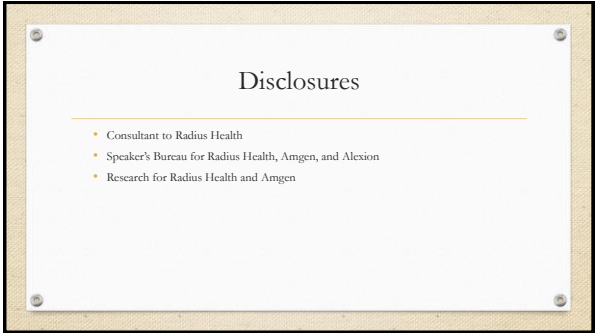 Disclosures
• Consultant to Radius Health
• Speaker's Bureau for Radius Health, Amgen, and Alexion
• Research for Radius Health and Amgen